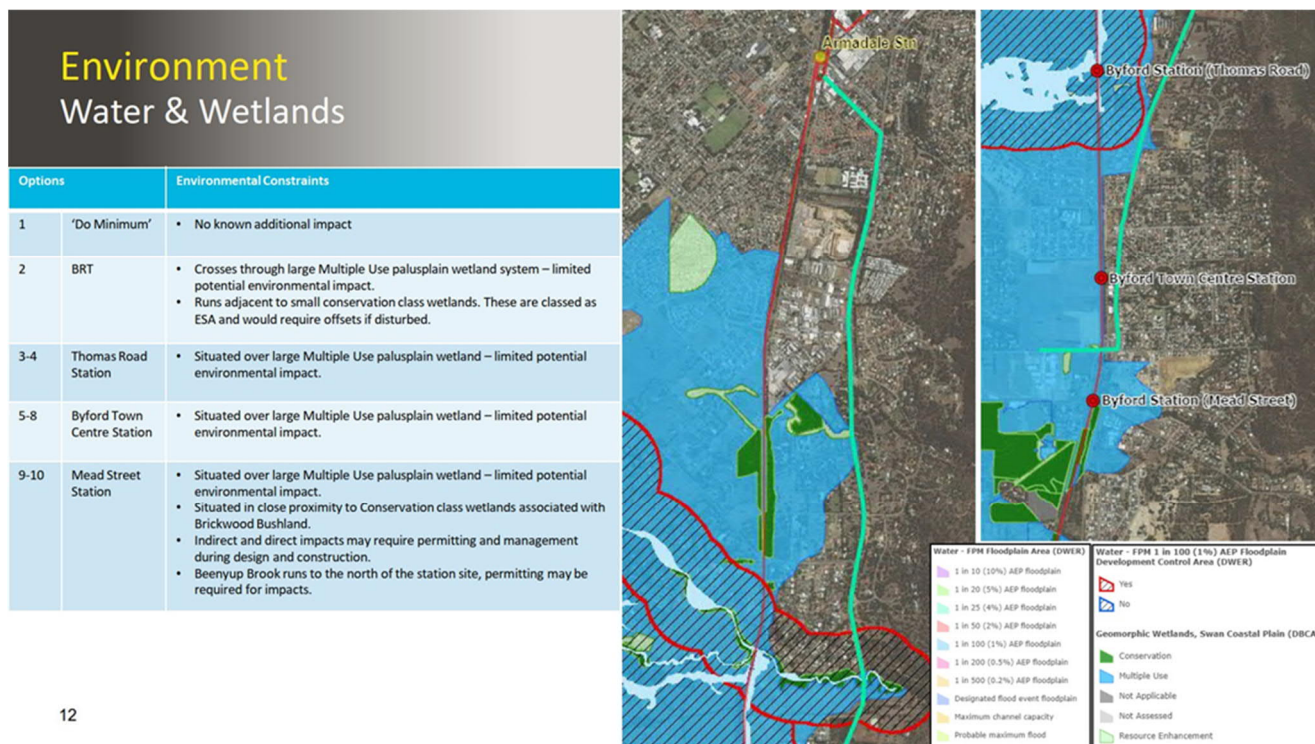 Environment
Water & Wetlands
Options
Environmental Constraints
1
'Do Minimum'
• No known additional impact
2
BRT
• Crosses through large Multiple Use palusplain wetland system – limited
potential environmental impact.
• Runs adjacent to small conservation class wetlands. These are classed as
ESA and would require offsets if disturbed.
3-4
Thomas Road
Station
• Situated over large Multiple Use palusplain wetland – limited potential
environmental impact.
5-8
Byford Town
Centre Station
• Situated over large Multiple Use palusplain wetland – limited potential
environmental impact.
9-10
Mead Street
Station
• Situated over large Multiple Use palusplain wetland – limited potential
environmental impact.
• Situated in close proximity to Conservation class wetlands associated with
Brickwood Bushland.
• Indirect and direct impacts may require permitting and management
during design and construction.
• Beenyup Brook runs to the north of the station site, permitting may be
required for impacts.
12
Armadale Stn
Byford Station (Thomas Road)
Byford Town Centre Station
Byford Station (Mead Street)
Water - FPM Floodplain Area (DWER)
1 in 10 (10%) AEP floodplain
1 in 20 (5%) AEP floodplain
1 in 25 (4%) AEP floodplain
1 in 50 (2%) AEP floodplain
1 in 100 (1%) AEP floodplain
1 in 200 (0.5%) AEP floodplain
1 in 500 (0.2%) AEP floodplain
Designated flood event floodplain
Maximum channel capacity
Probable maximum flood
Water - FPM 1 in 100 (1%) AEP Floodplain
Development Control Area (DWER)
Yes
No
Geomorphic Wetlands, Swan Coastal Plain (DBCA
Conservation
Multiple Use
Not Applicable
Not Assessed
Resource Enhancement